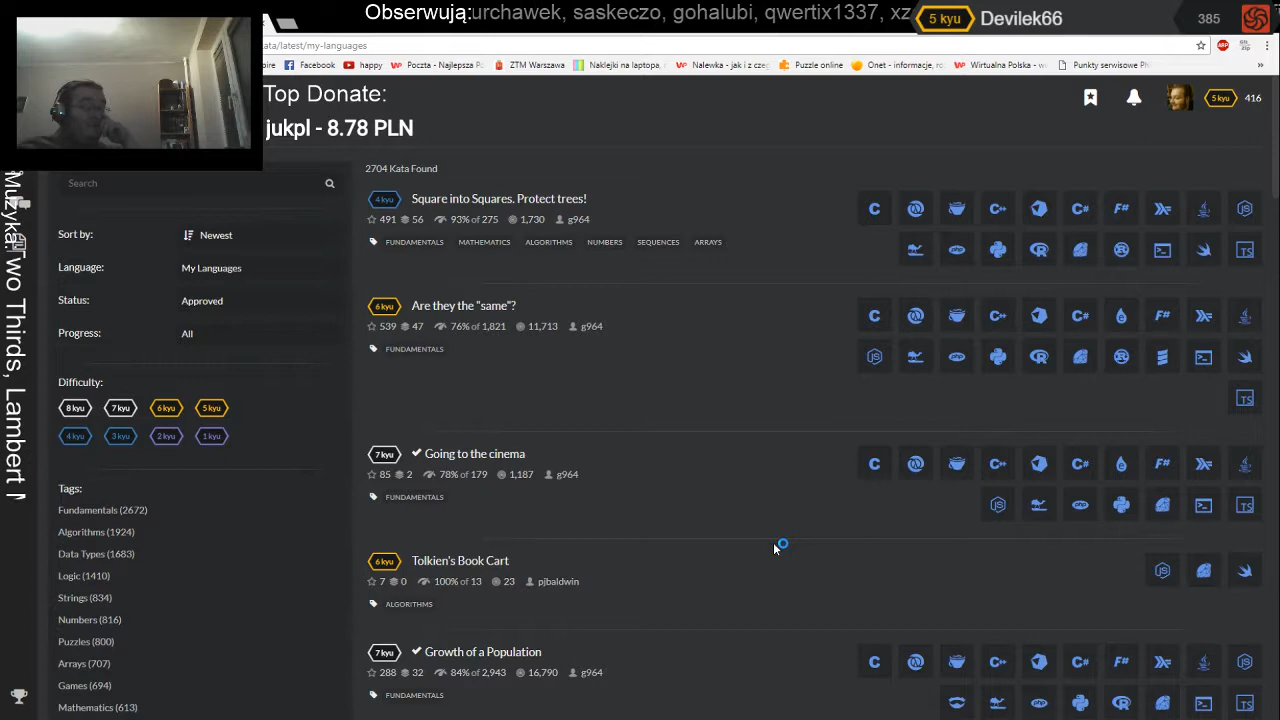 Obserwują:urchawek, saskeczo, gohalubi, qwertix1337, xz
5 kyu Devilek66 385
ata/latest/my-languages
ire Facebook happy Poczta - Najlepsza Po ZTM Warszawa Naklejki na laptopa, Nalewka - jak i z czeg Puzzle online Onet - informacje, ro Wirtualna Polska - w Punkty serwisowe Ph »
Top Donate:
jukpl - 8.78 PLN
5 kyu 416
Muzyka: Two Thirds, Lambert
Search
Sort by: Newest
Language: My Languages
Status: Approved
Progress: All
Difficulty:
8 kyu 7 kyu 6 kyu 5 kyu
4 kyu 3 kyu 2 kyu 1 kyu
Tags:
Fundamentals (2672)
Algorithms (1924)
Data Types (1683)
Logic (1410)
Strings (834)
Numbers (816)
Puzzles (800)
Arrays (707)
Games (694)
Mathematics (613)
2704 Kata Found
4 kyu Square into Squares. Protect trees!
491 56 93% of 275 1,730 g964
FUNDAMENTALS MATHEMATICS ALGORITHMS NUMBERS SEQUENCES ARRAYS
6 kyu Are they the "same"?
539 47 76% of 1,821 11,713 g964
FUNDAMENTALS
7 kyu Going to the cinema
85 2 78% of 179 1,187 g964
FUNDAMENTALS
6 kyu Tolkien's Book Cart
7 0 100% of 13 23 pjbaldwin
ALGORITHMS
7 kyu Growth of a Population
288 32 84% of 2,943 16,790 g964
FUNDAMENTALS